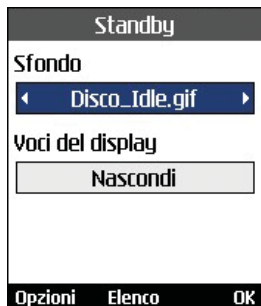 Standby
Sfondo
Disco_Idle.gif
Voci del display
Nascondi
Opzioni Elenco OK